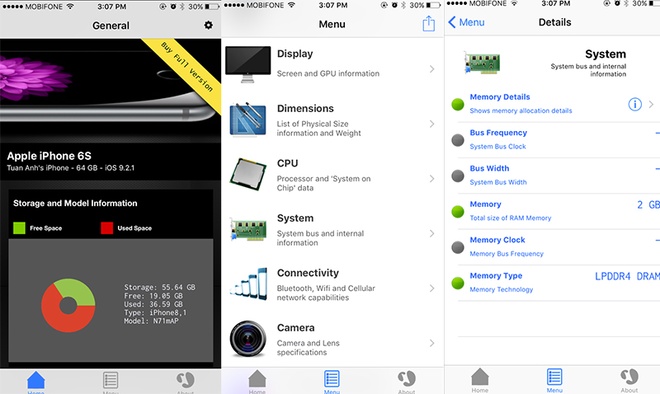 MOBIFONE 3:07 PM 30%
General
Buy Full version
Apple iPhone 6S
Tuan Anh's iPhone - 64 GB - iOS 9.2.1
Storage and Model Information
Free Space Used Space
Storage: 55.64 GB
Free: 19.05 GB
Used: 36.59 GB
Type: iPhone8,1
Model: N71mAP
Home Menu About
MOBIFONE 3:07 PM 30%
Menu
Display
Screen and GPU information
Dimensions
List of Physical Size
information and Weight
CPU
Processor and 'System on
Chip' data
System
System bus and internal
information
Connectivity
Bluetooth, Wifi and Cellular
network capabilities
Camera
Camera and Lens
specifications
Home Menu About
MOBIFONE 3:07 PM 30%
Menu Details
System
System bus and internal
information
Memory Details
Shows memory allocation details
Bus Frequency –
System Bus Clock
Bus Width –
System Bus Width
Memory 2 GB
Total size of RAM Memory
Memory Clock –
Memory Bus Frequency
Memory Type LPDDR4 DRAM
Memory Technology
Home Menu About